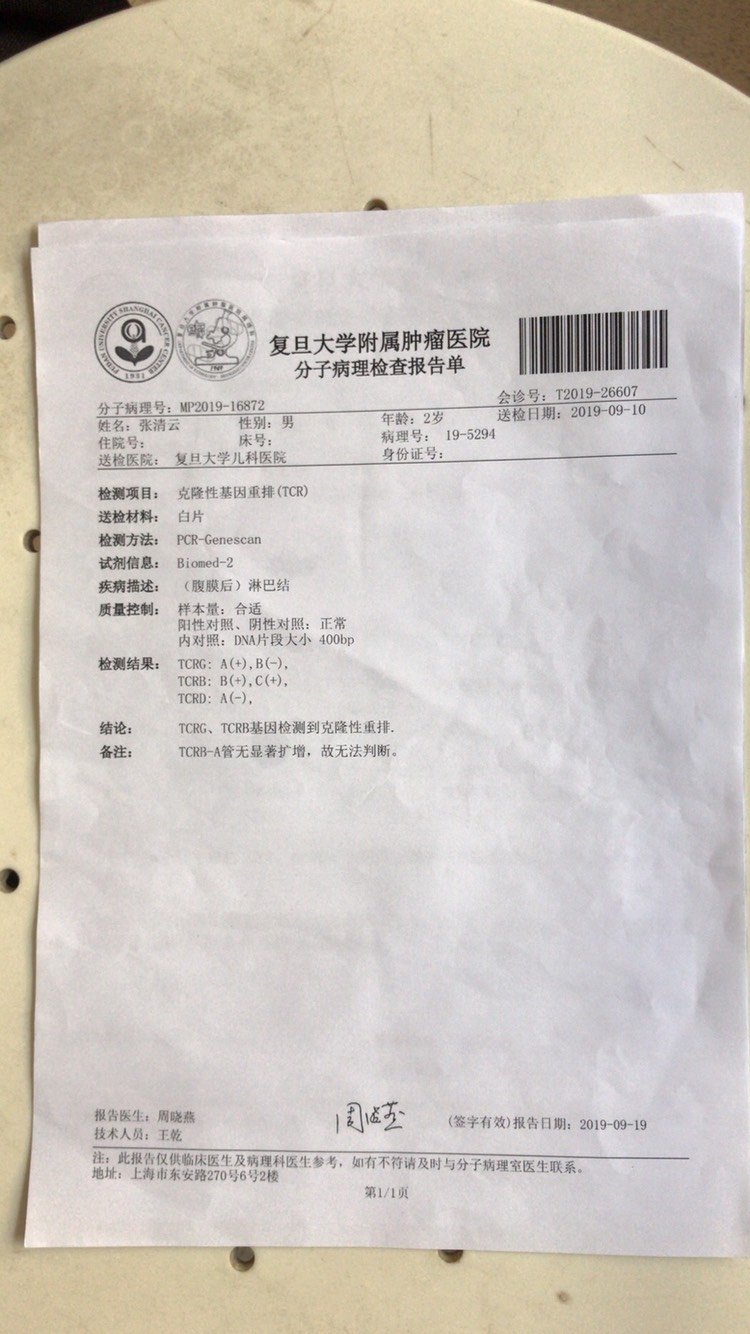 FUDAN UNIVERSITY SHANGHAI CANCER CENTER
1931
复旦大学附属肿瘤医院
分子病理检查报告单
分子病理号：MP2019-16872 会诊号：T2019-26607
姓名：张清云 性别：男 年龄：2岁 送检日期：2019-09-10
住院号： 床号： 病理号： 19-5294
送检医院： 复旦大学儿科医院 身份证号：
检测项目： 克隆性基因重排(TCR)
送检材料： 白片
检测方法： PCR-Genescan
试剂信息： Biomed-2
疾病描述： （腹膜后）淋巴结
质量控制： 样本量：合适
阳性对照、阴性对照：正常
内对照：DNA片段大小 400bp
检测结果： TCRG: A(+),B(-),
TCRB: B(+),C(+),
TCRD: A(-),
结论： TCRG、TCRB基因检测到克隆性重排.
备注： TCRB-A管无显著扩增，故无法判断。
报告医生：周晓燕 周晓燕 (签字有效)报告日期：2019-09-19
技术人员：王乾
注：此报告仅供临床医生及病理科医生参考，如有不符请及时与分子病理室医生联系。
地址：上海市东安路270号6号2楼
第1/1页